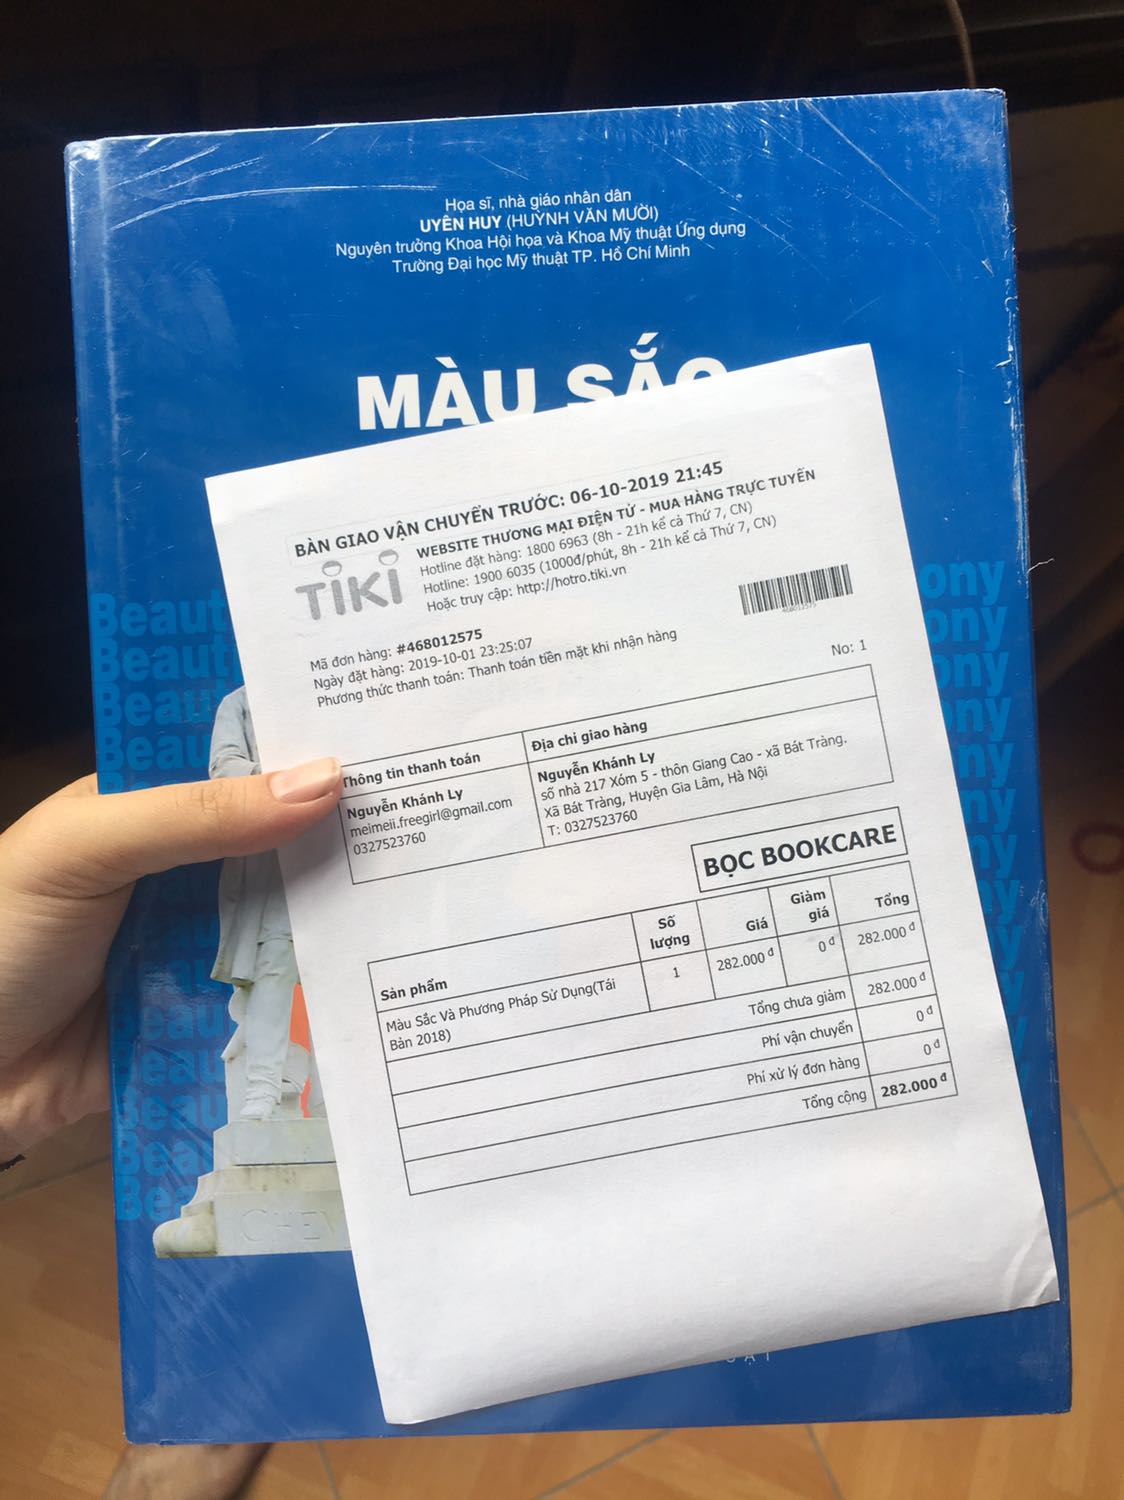 Họa sĩ, nhà giáo nhân dân
UYÊN HUY (HUỲNH VĂN MƯỜI)
Nguyên trưởng Khoa Hội họa và Khoa Mỹ thuật Ứng dụng
Trường Đại học Mỹ thuật TP. Hồ Chí Minh
MÀU SẮC
BÀN GIAO VẬN CHUYỂN TRƯỚC: 06-10-2019 21:45
TiKi
WEBSITE THƯƠNG MẠI ĐIỆN TỬ - MUA HÀNG TRỰC TUYẾN
Hotline đặt hàng: 1800 6963 (8h - 21h kể cả Thứ 7, CN)
Hotline: 1900 6035 (1000đ/phút, 8h - 21h kể cả Thứ 7, CN)
Hoặc truy cập: http://hotro.tiki.vn
468012575
Mã đơn hàng: #468012575
Ngày đặt hàng: 2019-10-01 23:25:07
Phương thức thanh toán: Thanh toán tiền mặt khi nhận hàng
No: 1
Thông tin thanh toán
Địa chỉ giao hàng
Nguyễn Khánh Ly
meimeii.freegirl@gmail.com
0327523760
Nguyễn Khánh Ly
số nhà 217 Xóm 5 - thôn Giang Cao - xã Bát Tràng.
Xã Bát Tràng, Huyện Gia Lâm, Hà Nội
T: 0327523760
BỌC BOOKCARE
Sản phẩm
Số lượng
Giá
Giảm giá
Tổng
Màu Sắc Và Phương Pháp Sử Dụng(Tái
Bản 2018)
1
282.000 đ
0 đ
282.000 đ
Tổng chưa giảm 282.000 đ
Phí vận chuyển 0 đ
Phí xử lý đơn hàng 0 đ
Tổng cộng 282.000 đ